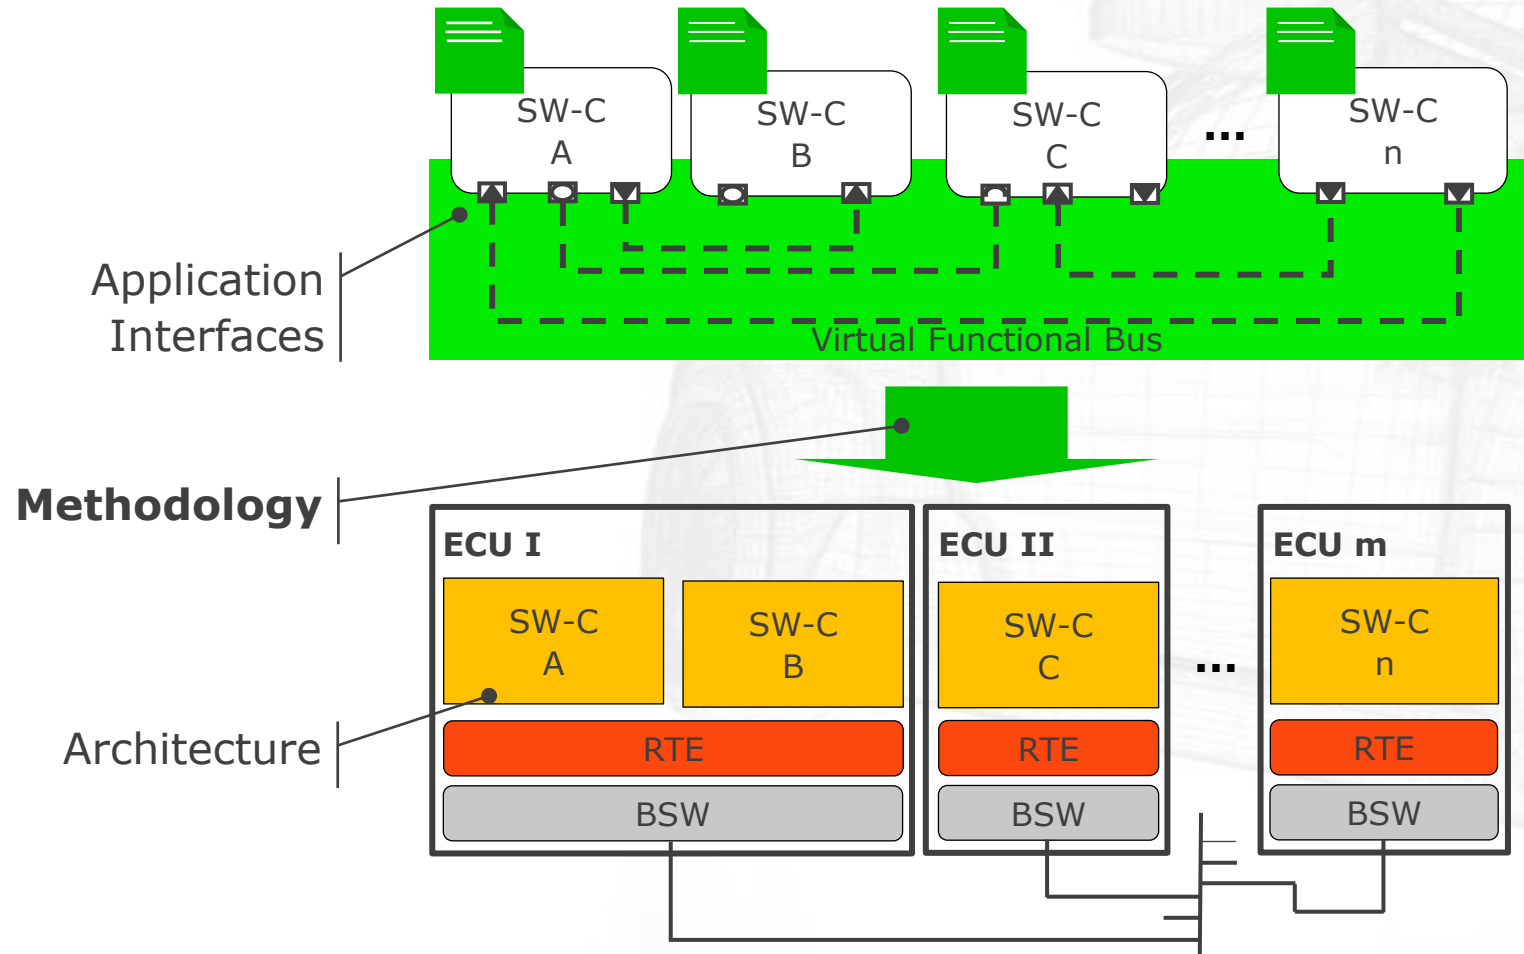 SW-C
A
SW-C
B
SW-C
C
...
SW-C
n
Application
Interfaces
Virtual Functional Bus
Methodology
ECU I
ECU II
ECU m
SW-C
A
SW-C
B
SW-C
C
...
SW-C
n
Architecture
RTE
RTE
RTE
BSW
BSW
BSW